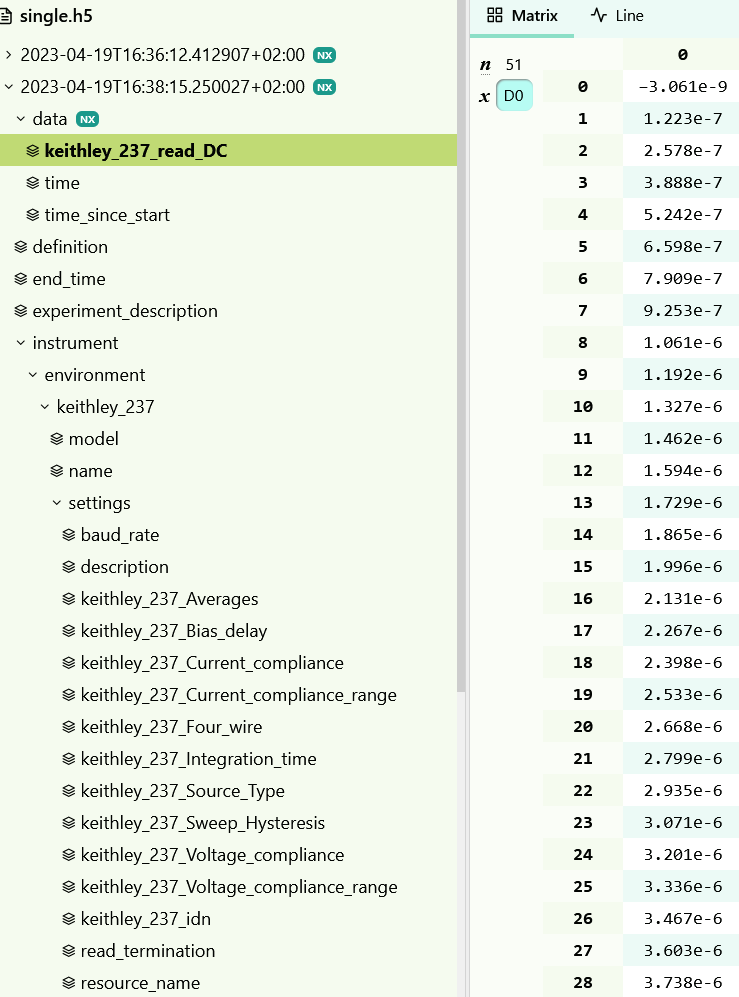 single.h5
2023-04-19T16:36:12.412907+02:00 NX
2023-04-19T16:38:15.250027+02:00 NX
data NX
keithley_237_read_DC
time
time_since_start
definition
end_time
experiment_description
instrument
environment
keithley_237
model
name
settings
baud_rate
description
keithley_237_Averages
keithley_237_Bias_delay
keithley_237_Current_compliance
keithley_237_Current_compliance_range
keithley_237_Four_wire
keithley_237_Integration_time
keithley_237_Source_Type
keithley_237_Sweep_Hysteresis
keithley_237_Voltage_compliance
keithley_237_Voltage_compliance_range
keithley_237_idn
read_termination
resource_name
Matrix Line
n 51
x D0
0
0 −3.061e-9
1 1.223e-7
2 2.578e-7
3 3.888e-7
4 5.242e-7
5 6.598e-7
6 7.909e-7
7 9.253e-7
8 1.061e-6
9 1.192e-6
10 1.327e-6
11 1.462e-6
12 1.594e-6
13 1.729e-6
14 1.865e-6
15 1.996e-6
16 2.131e-6
17 2.267e-6
18 2.398e-6
19 2.533e-6
20 2.668e-6
21 2.799e-6
22 2.935e-6
23 3.071e-6
24 3.201e-6
25 3.336e-6
26 3.467e-6
27 3.603e-6
28 3.738e-6